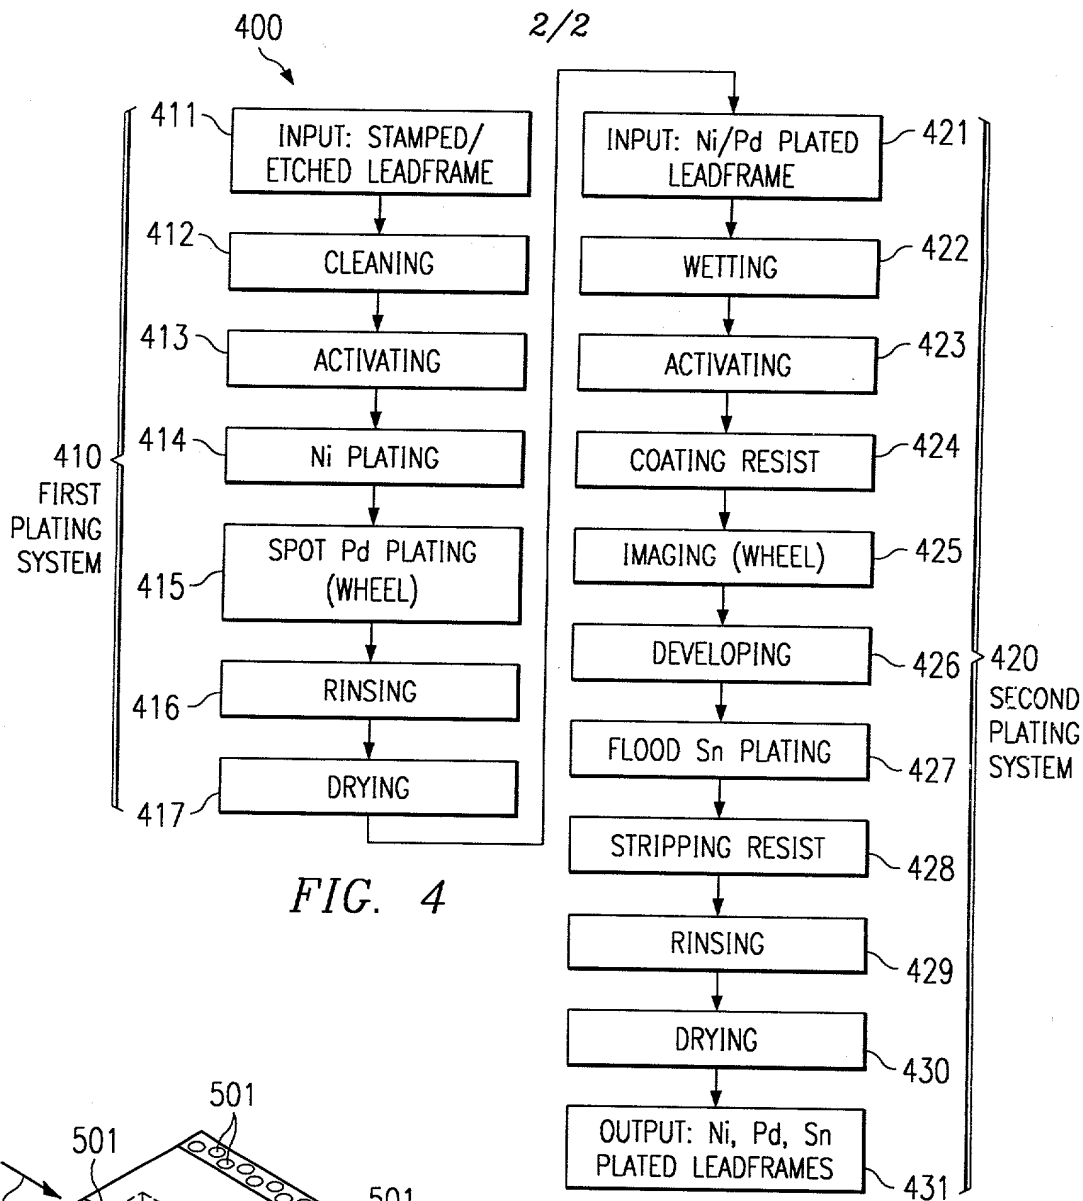 2/2
400
411
INPUT: STAMPED/
ETCHED LEADFRAME
412
CLEANING
413
ACTIVATING
414
Ni PLATING
415
SPOT Pd PLATING
(WHEEL)
416
RINSING
417
DRYING
410
FIRST
PLATING
SYSTEM
421
INPUT: Ni/Pd PLATED
LEADFRAME
422
WETTING
423
ACTIVATING
424
COATING RESIST
425
IMAGING (WHEEL)
426
DEVELOPING
427
FLOOD Sn PLATING
428
STRIPPING RESIST
429
RINSING
430
DRYING
431
OUTPUT: Ni, Pd, Sn
PLATED LEADFRAMES
420
SECOND
PLATING
SYSTEM
FIG. 4
501
501
501